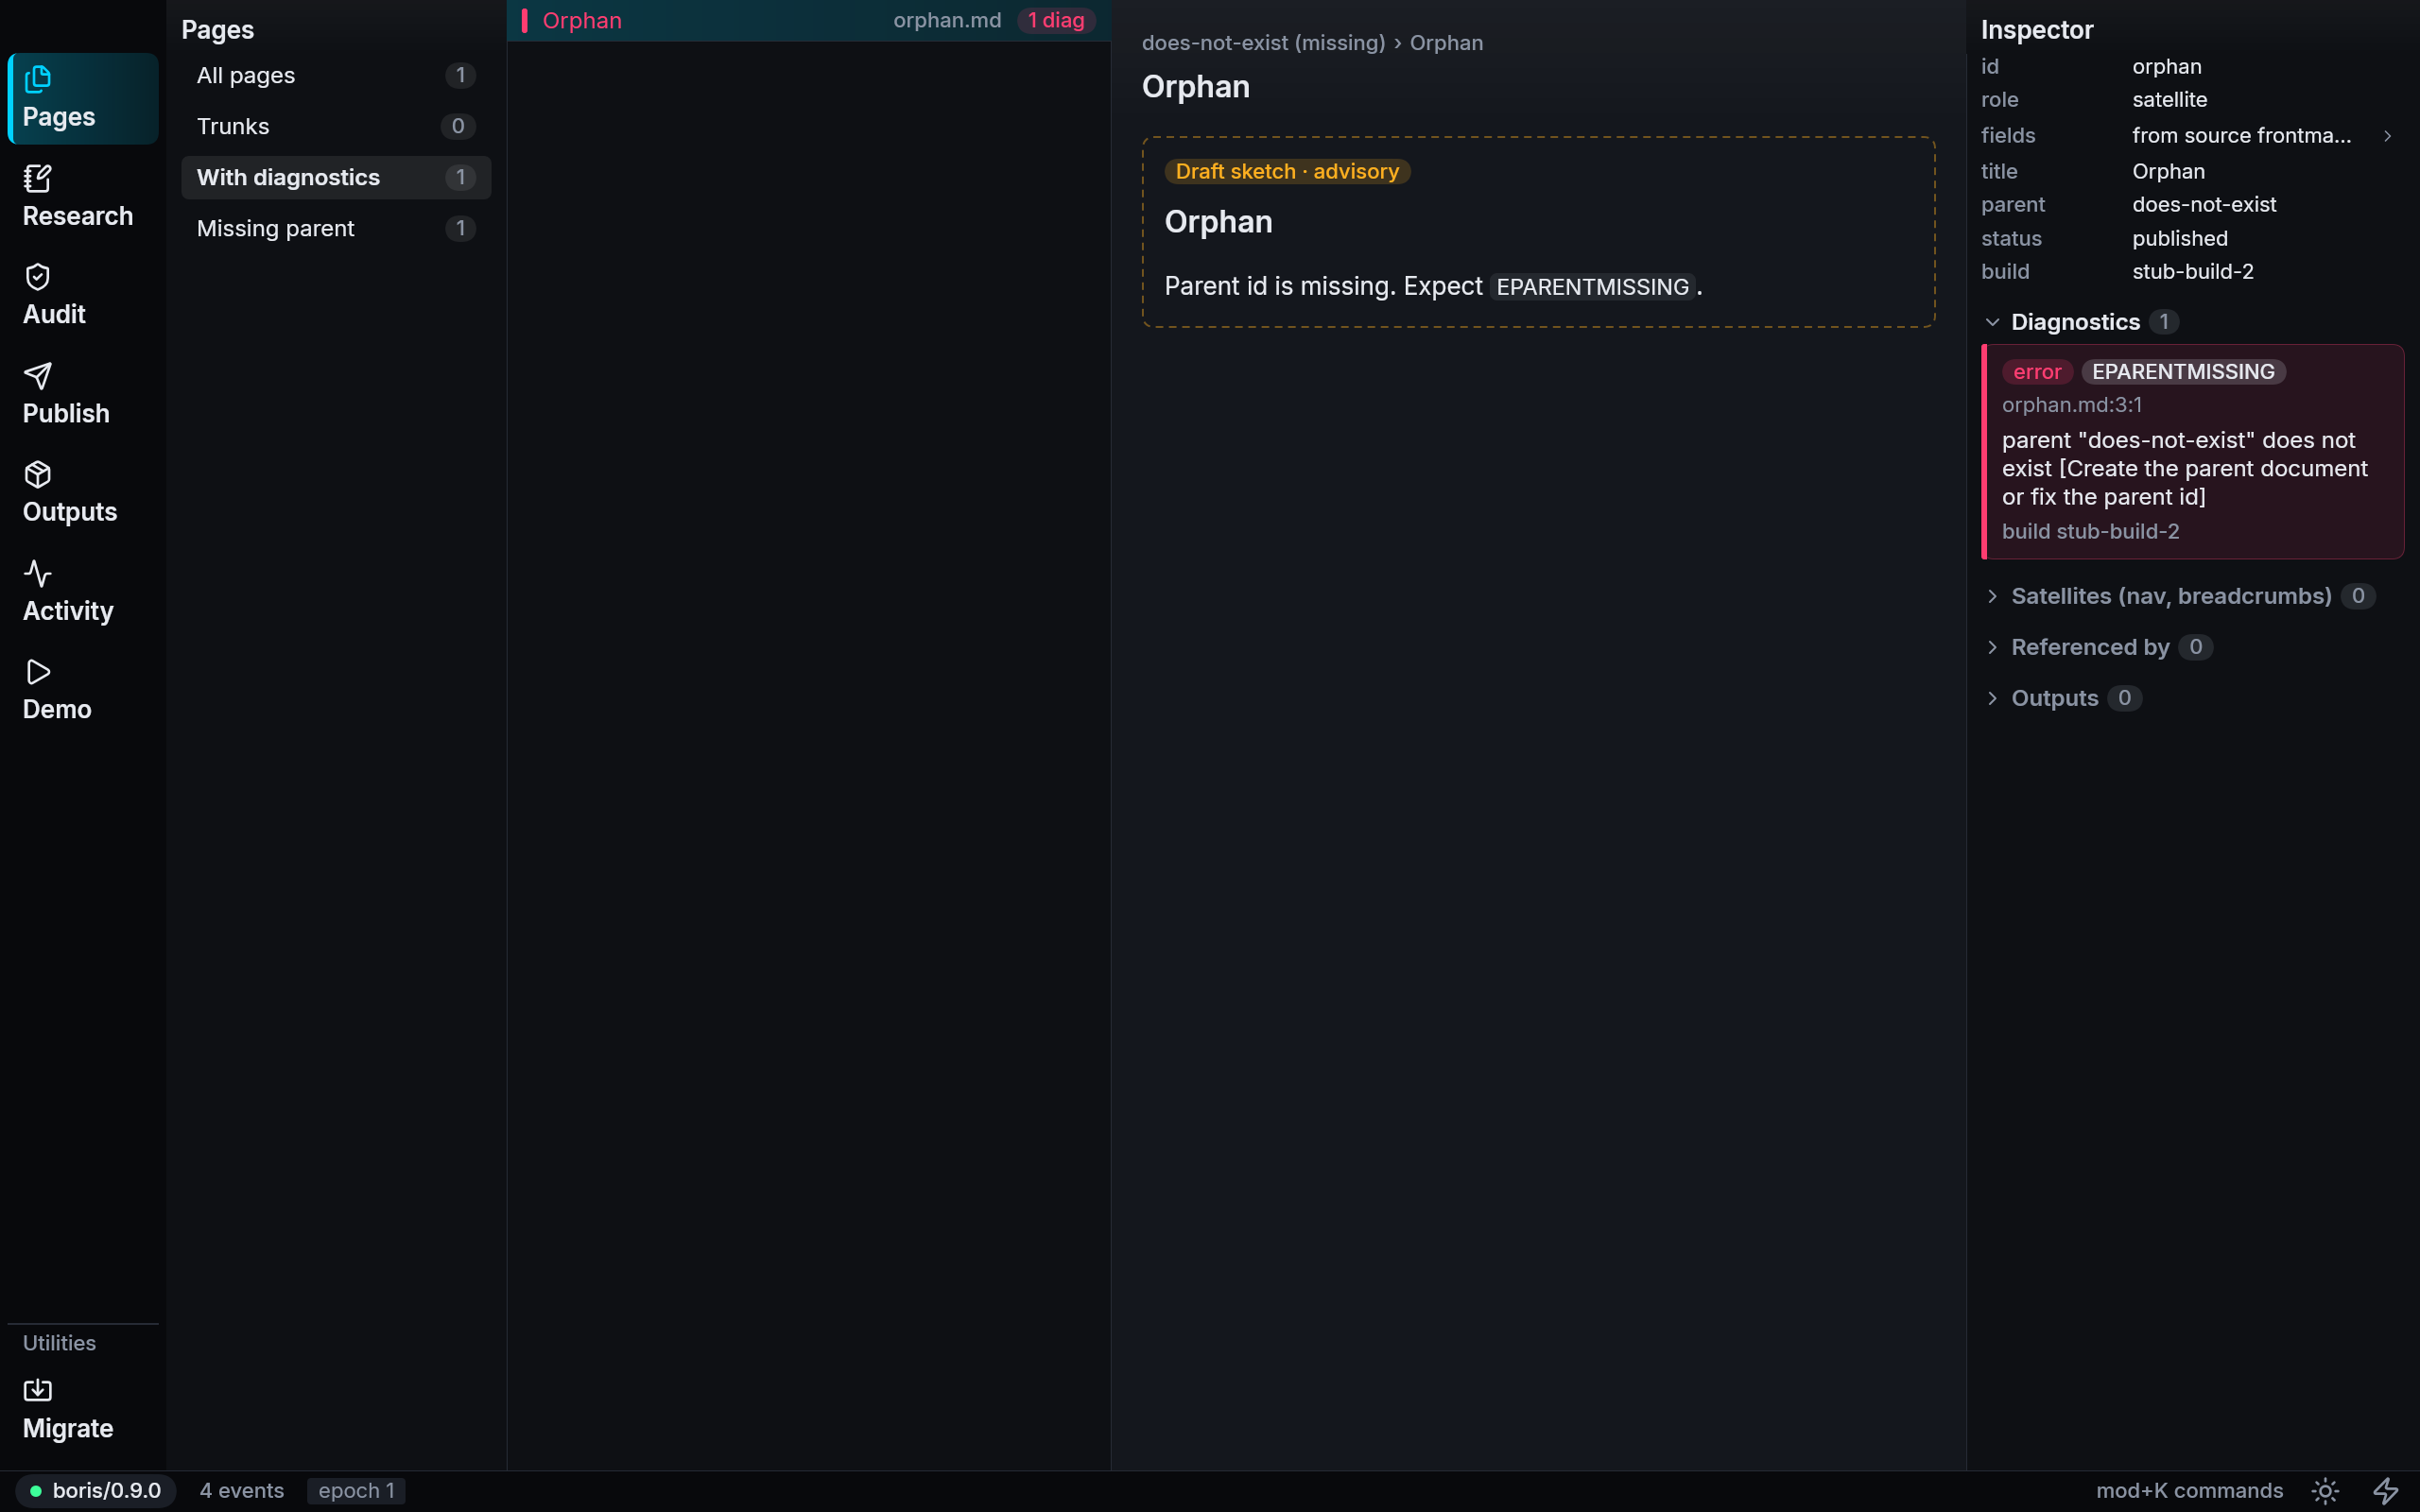 Pages
Research
Audit
Publish
Outputs
Activity
Demo
Utilities
Migrate
Pages
All pages 1
Trunks 0
With diagnostics 1
Missing parent 1
Orphan orphan.md 1 diag
does-not-exist (missing) › Orphan
Orphan
Draft sketch · advisory
Orphan
Parent id is missing. Expect EPARENTMISSING.
Inspector
id orphan
role satellite
fields from source frontma...
title Orphan
parent does-not-exist
status published
build stub-build-2
Diagnostics 1
error EPARENTMISSING
orphan.md:3:1
parent "does-not-exist" does not
exist [Create the parent document
or fix the parent id]
build stub-build-2
Satellites (nav, breadcrumbs) 0
Referenced by 0
Outputs 0
boris/0.9.0 4 events epoch 1 mod+K commands